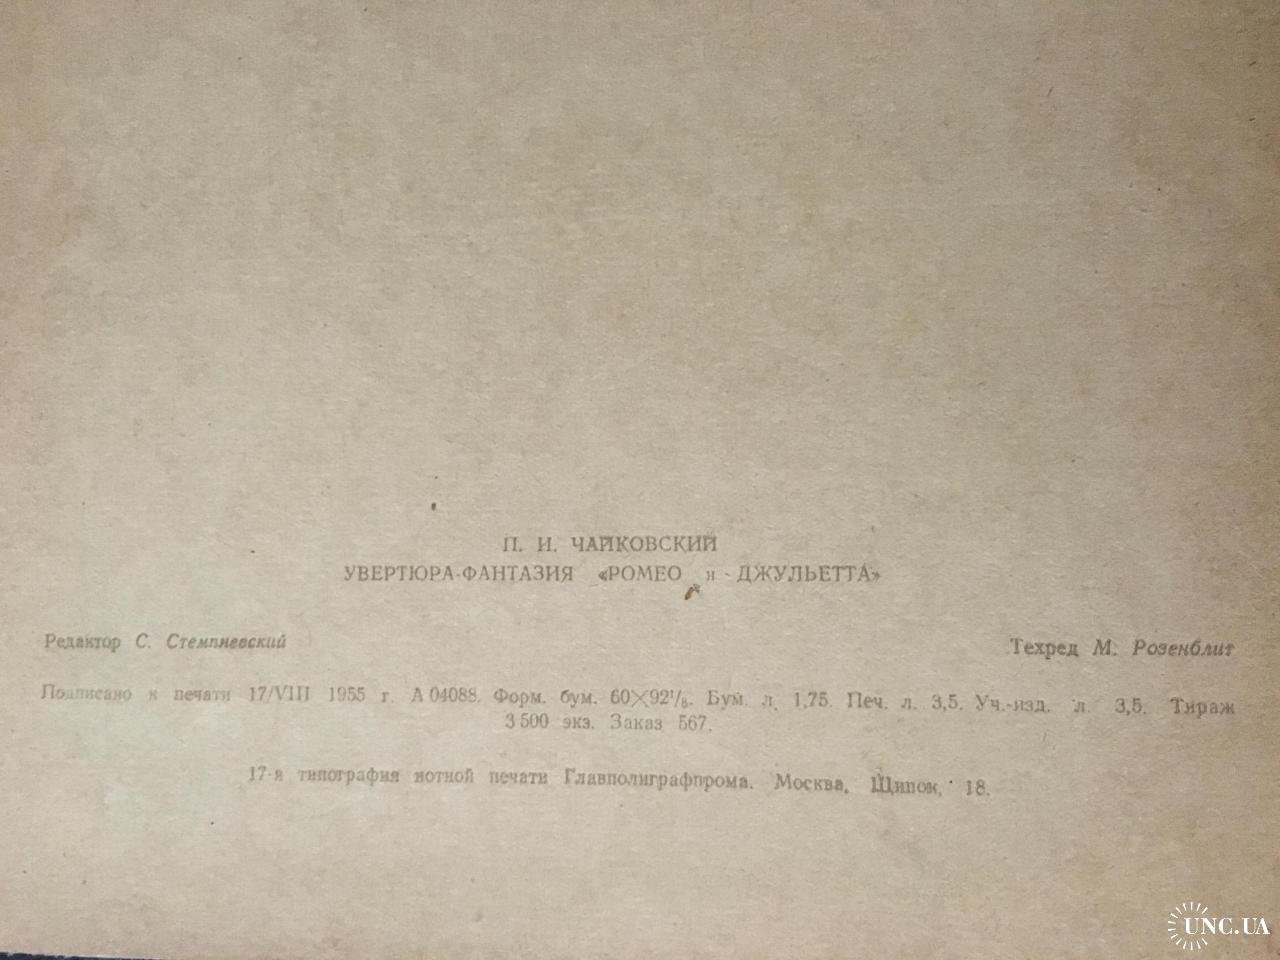 П. И. ЧАЙКОВСКИЙ
УВЕРТЮРА-ФАНТАЗИЯ «РОМЕО и ДЖУЛЬЕТТА»
Редактор С. Стемпневский Техред М. Розенблит
Подписано к печати 17/VIII 1955 г. А 04088. Форм. бум. 60×92⅛. Бум. л. 1,75. Печ. л. 3,5. Уч.-изд. л. 3,5. Тираж
3 500 экз. Заказ 567.
17-я типография нотной печати Главполиграфпрома. Москва, Щипок, 18.
UNC.UA